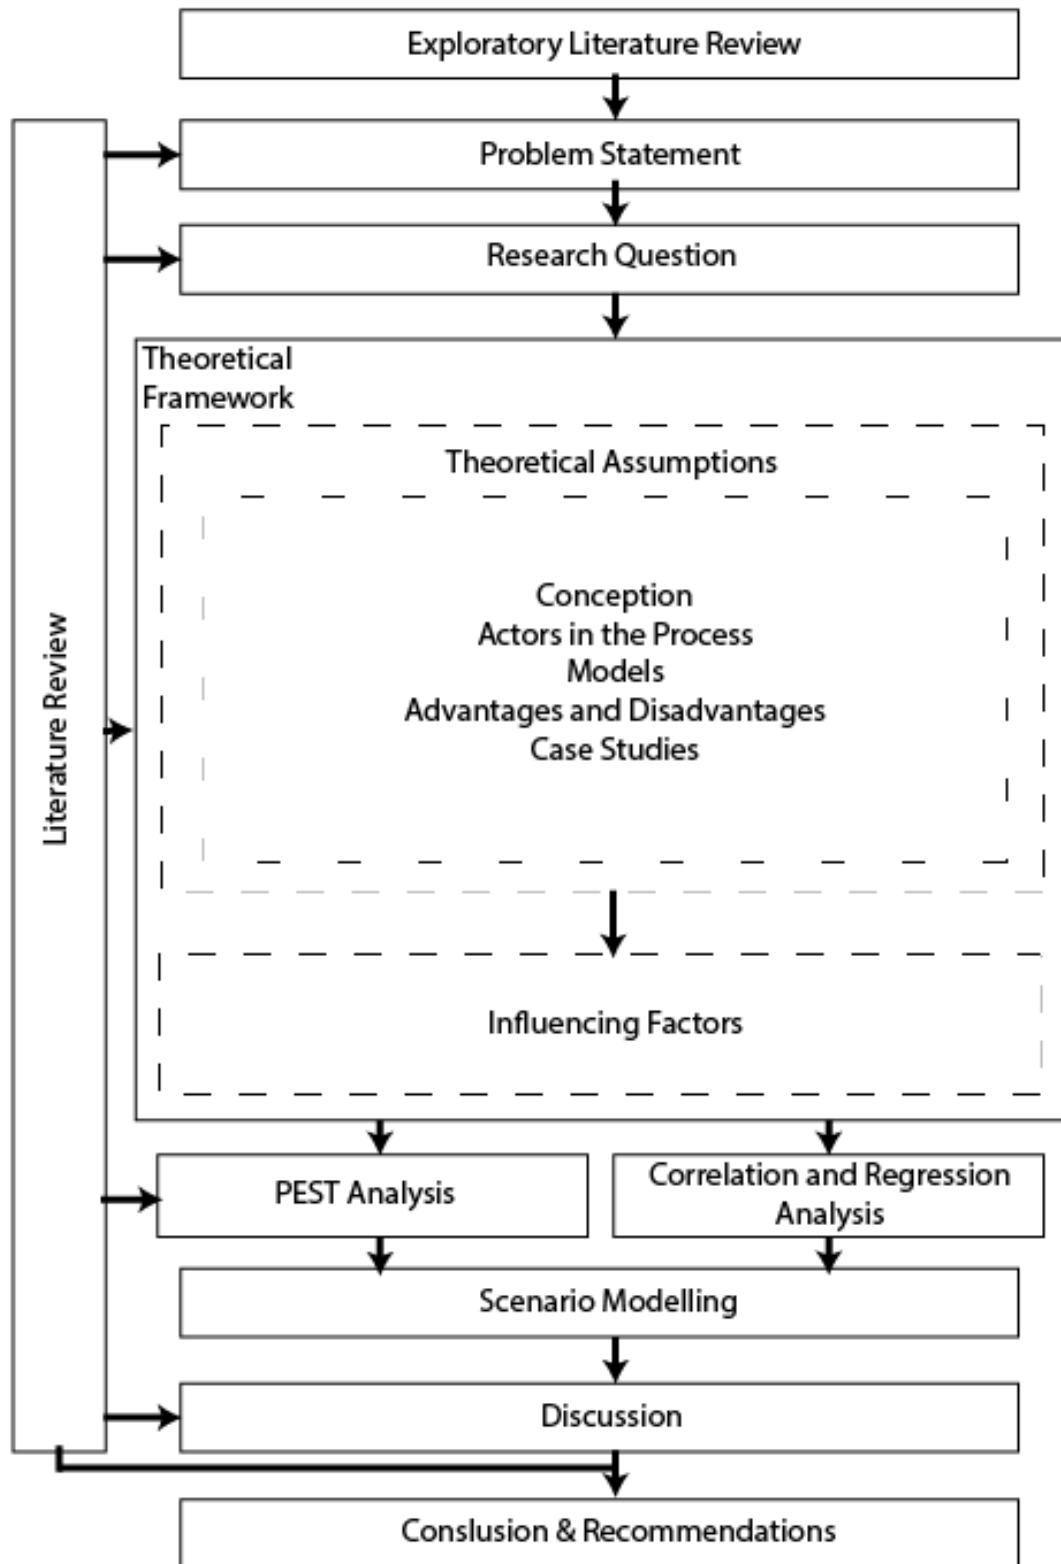 Exploratory Literature Review
Problem Statement
Research Question
Theoretical
Framework
Theoretical Assumptions
Conception
Actors in the Process
Models
Advantages and Disadvantages
Case Studies
Literature Review
Influencing Factors
PEST Analysis
Correlation and Regression
Analysis
Scenario Modelling
Discussion
Conslusion & Recommendations